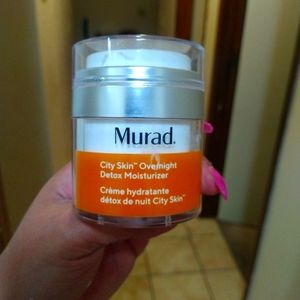 Murad.
City Skin™ Overnight
Detox Moisturizer
Crème hydratante
détox de nuit City Skin™